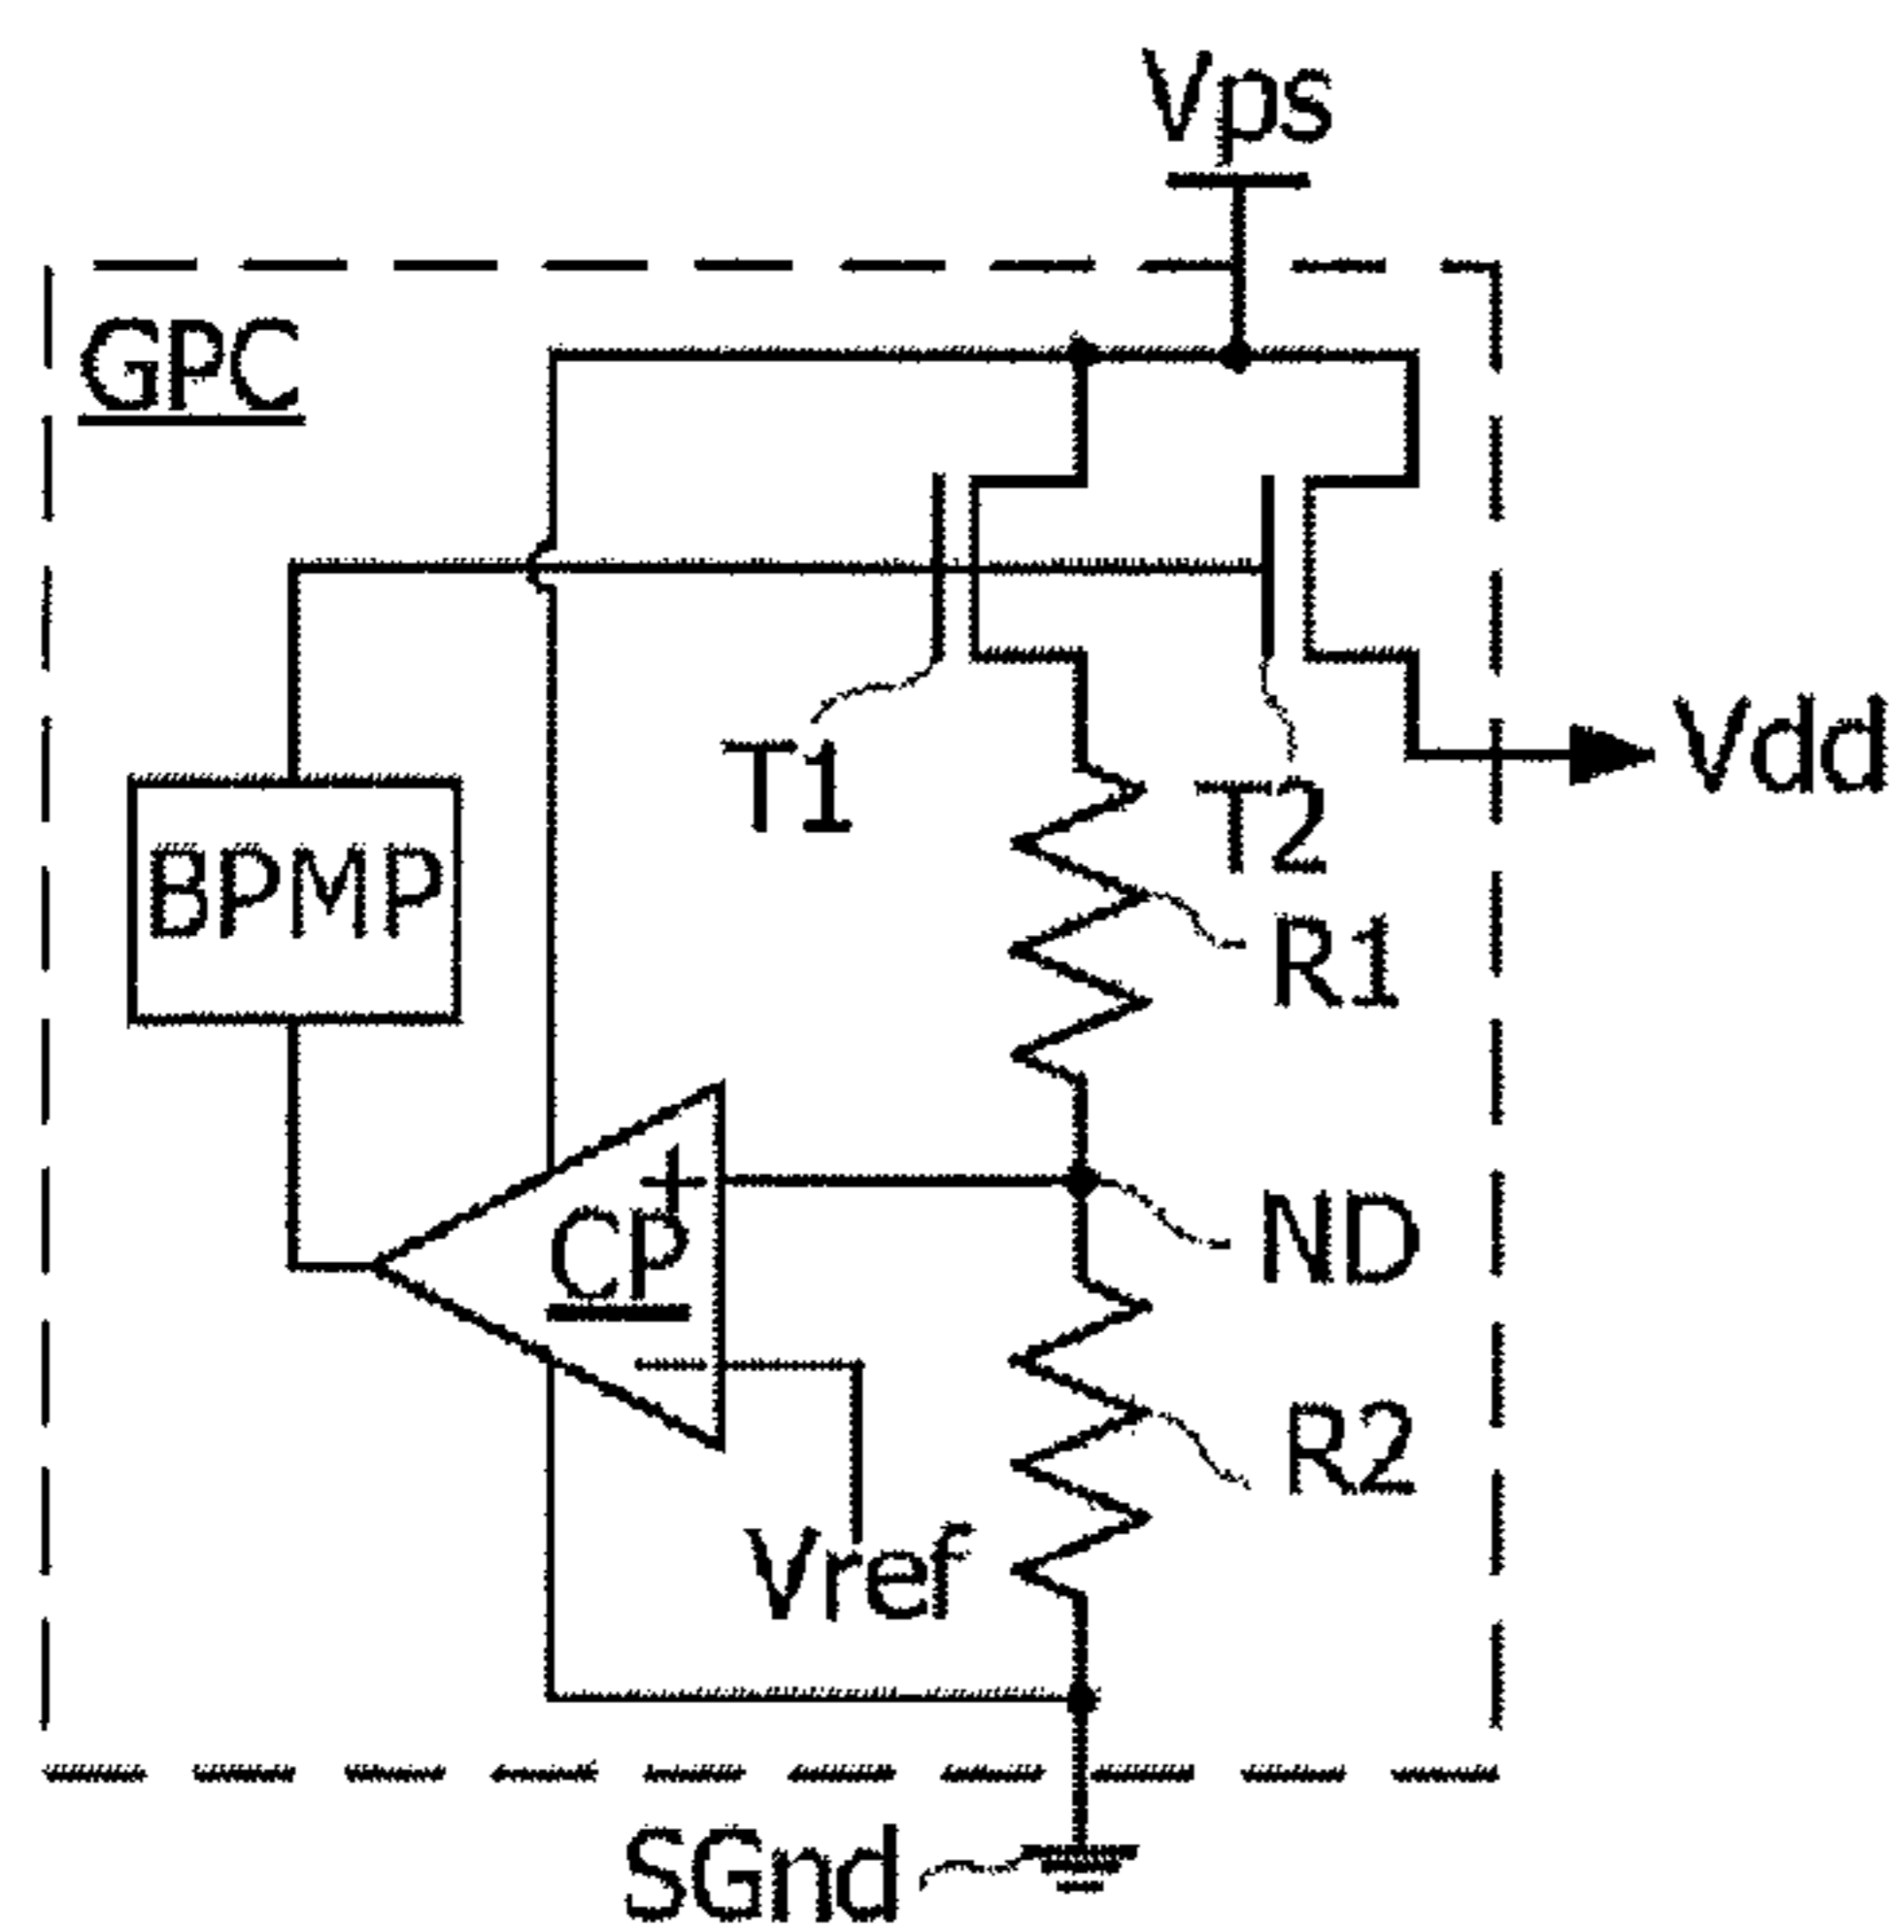 Vps
GPC
T1
T2
Vdd
BPMP
R1
+
CP
ND
−
R2
Vref
SGnd